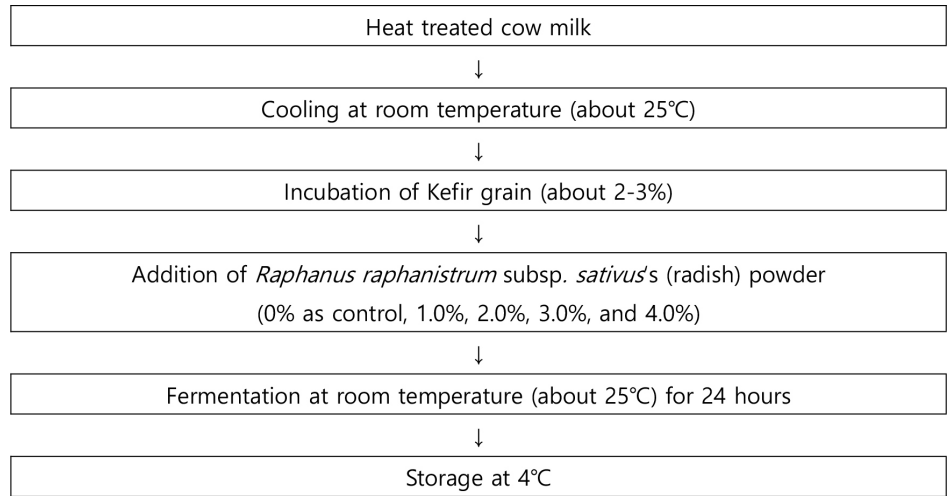 Heat treated cow milk
↓
Cooling at room temperature (about 25℃)
↓
Incubation of Kefir grain (about 2-3%)
↓
Addition of Raphanus raphanistrum subsp. sativus's (radish) powder
(0% as control, 1.0%, 2.0%, 3.0%, and 4.0%)
↓
Fermentation at room temperature (about 25℃) for 24 hours
↓
Storage at 4℃